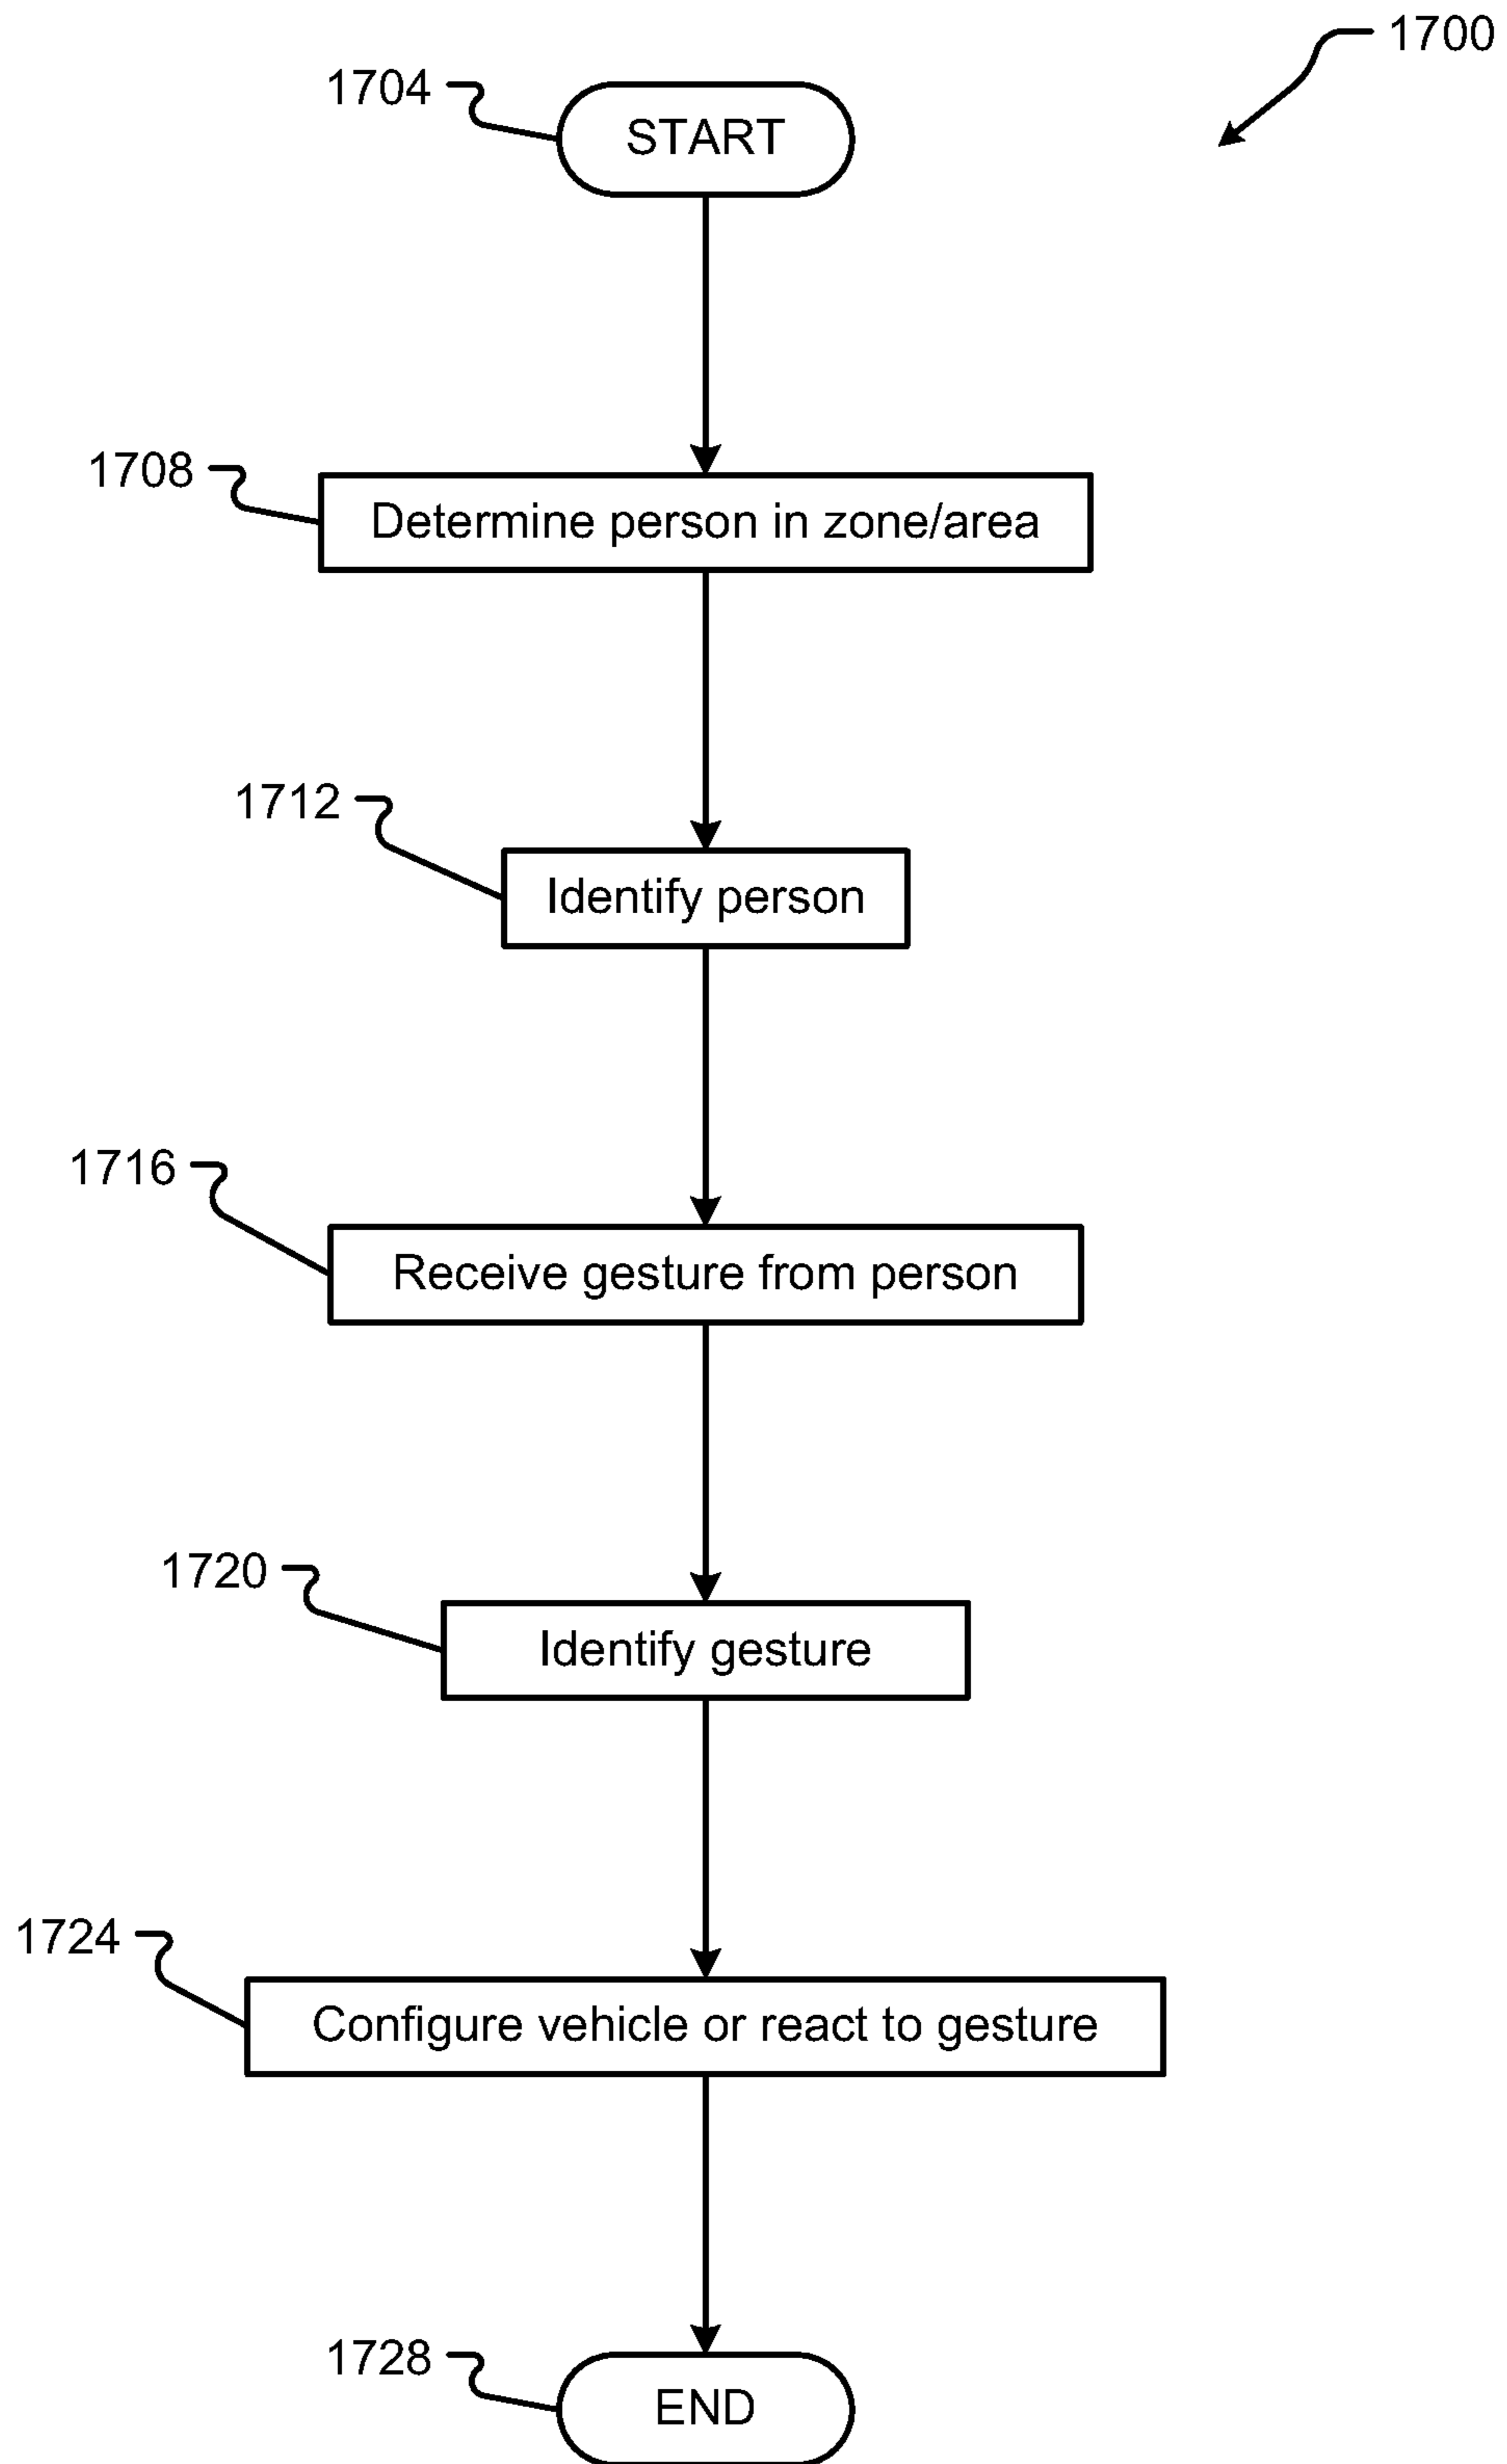 1700
1704
START
1708
Determine person in zone/area
1712
Identify person
1716
Receive gesture from person
1720
Identify gesture
1724
Configure vehicle or react to gesture
1728
END